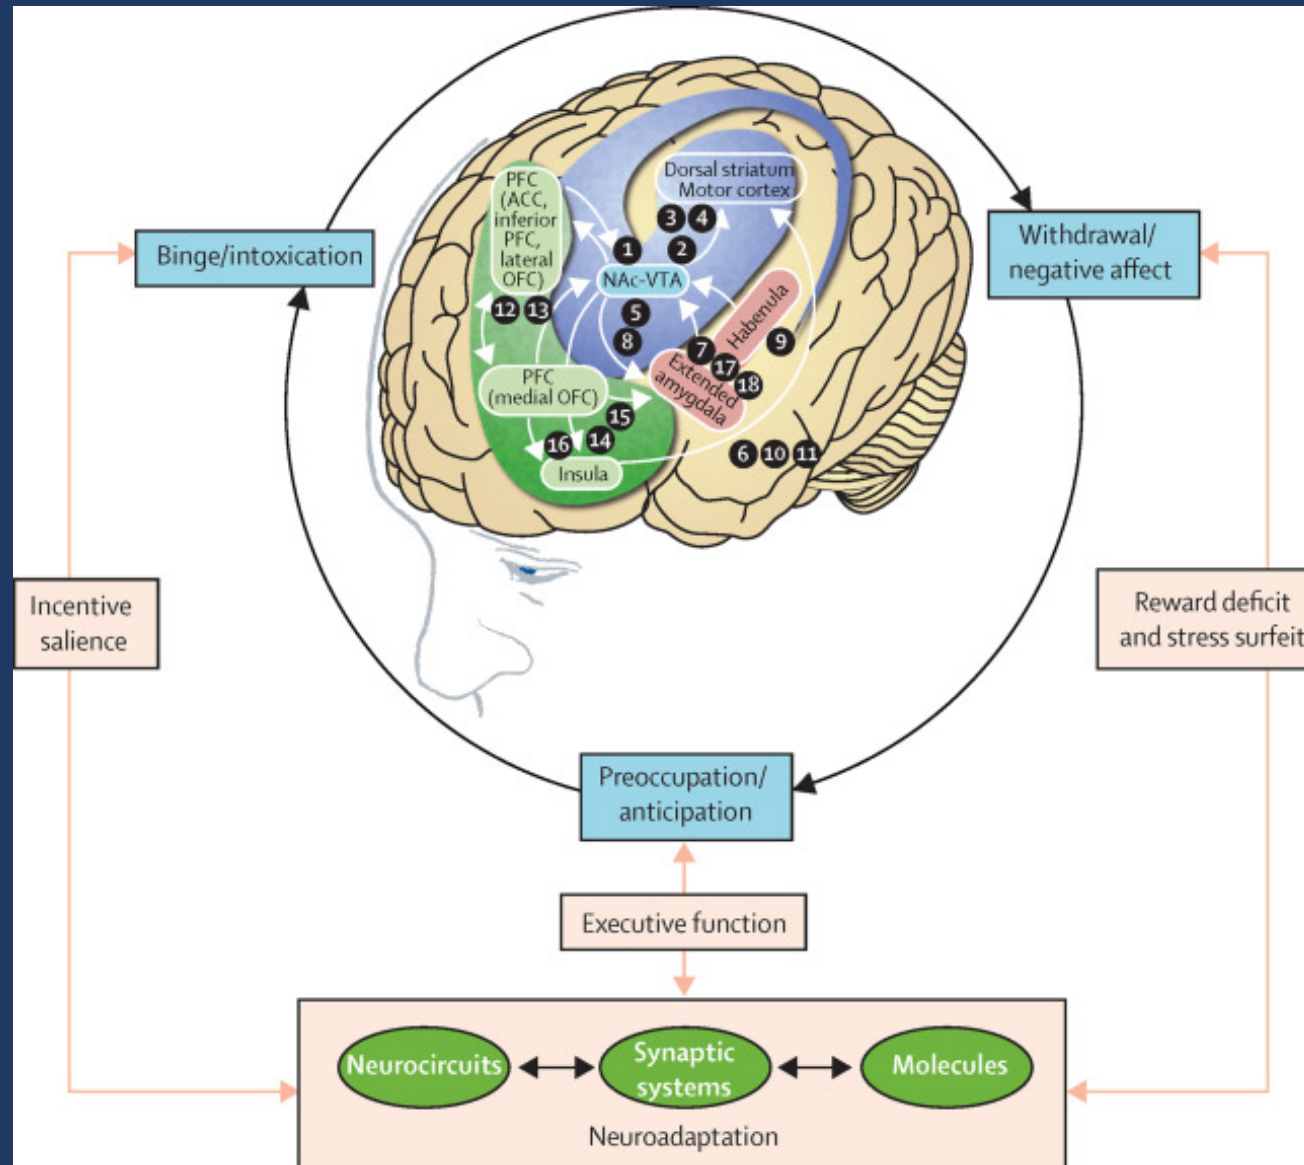 PFC
(ACC,
inferior
PFC,
lateral
OFC)
Dorsal striatum
Motor cortex
3 4
1 2
NAc-VTA
12 13
5
8
Habenula
7
9
17
18
Extended
amygdala
PFC
(medial OFC)
15
16 14
Insula
6 10 11
Binge/intoxication
Withdrawal/
negative affect
Incentive
salience
Reward deficit
and stress surfeit
Preoccupation/
anticipation
Executive function
Neurocircuits
Synaptic
systems
Molecules
Neuroadaptation